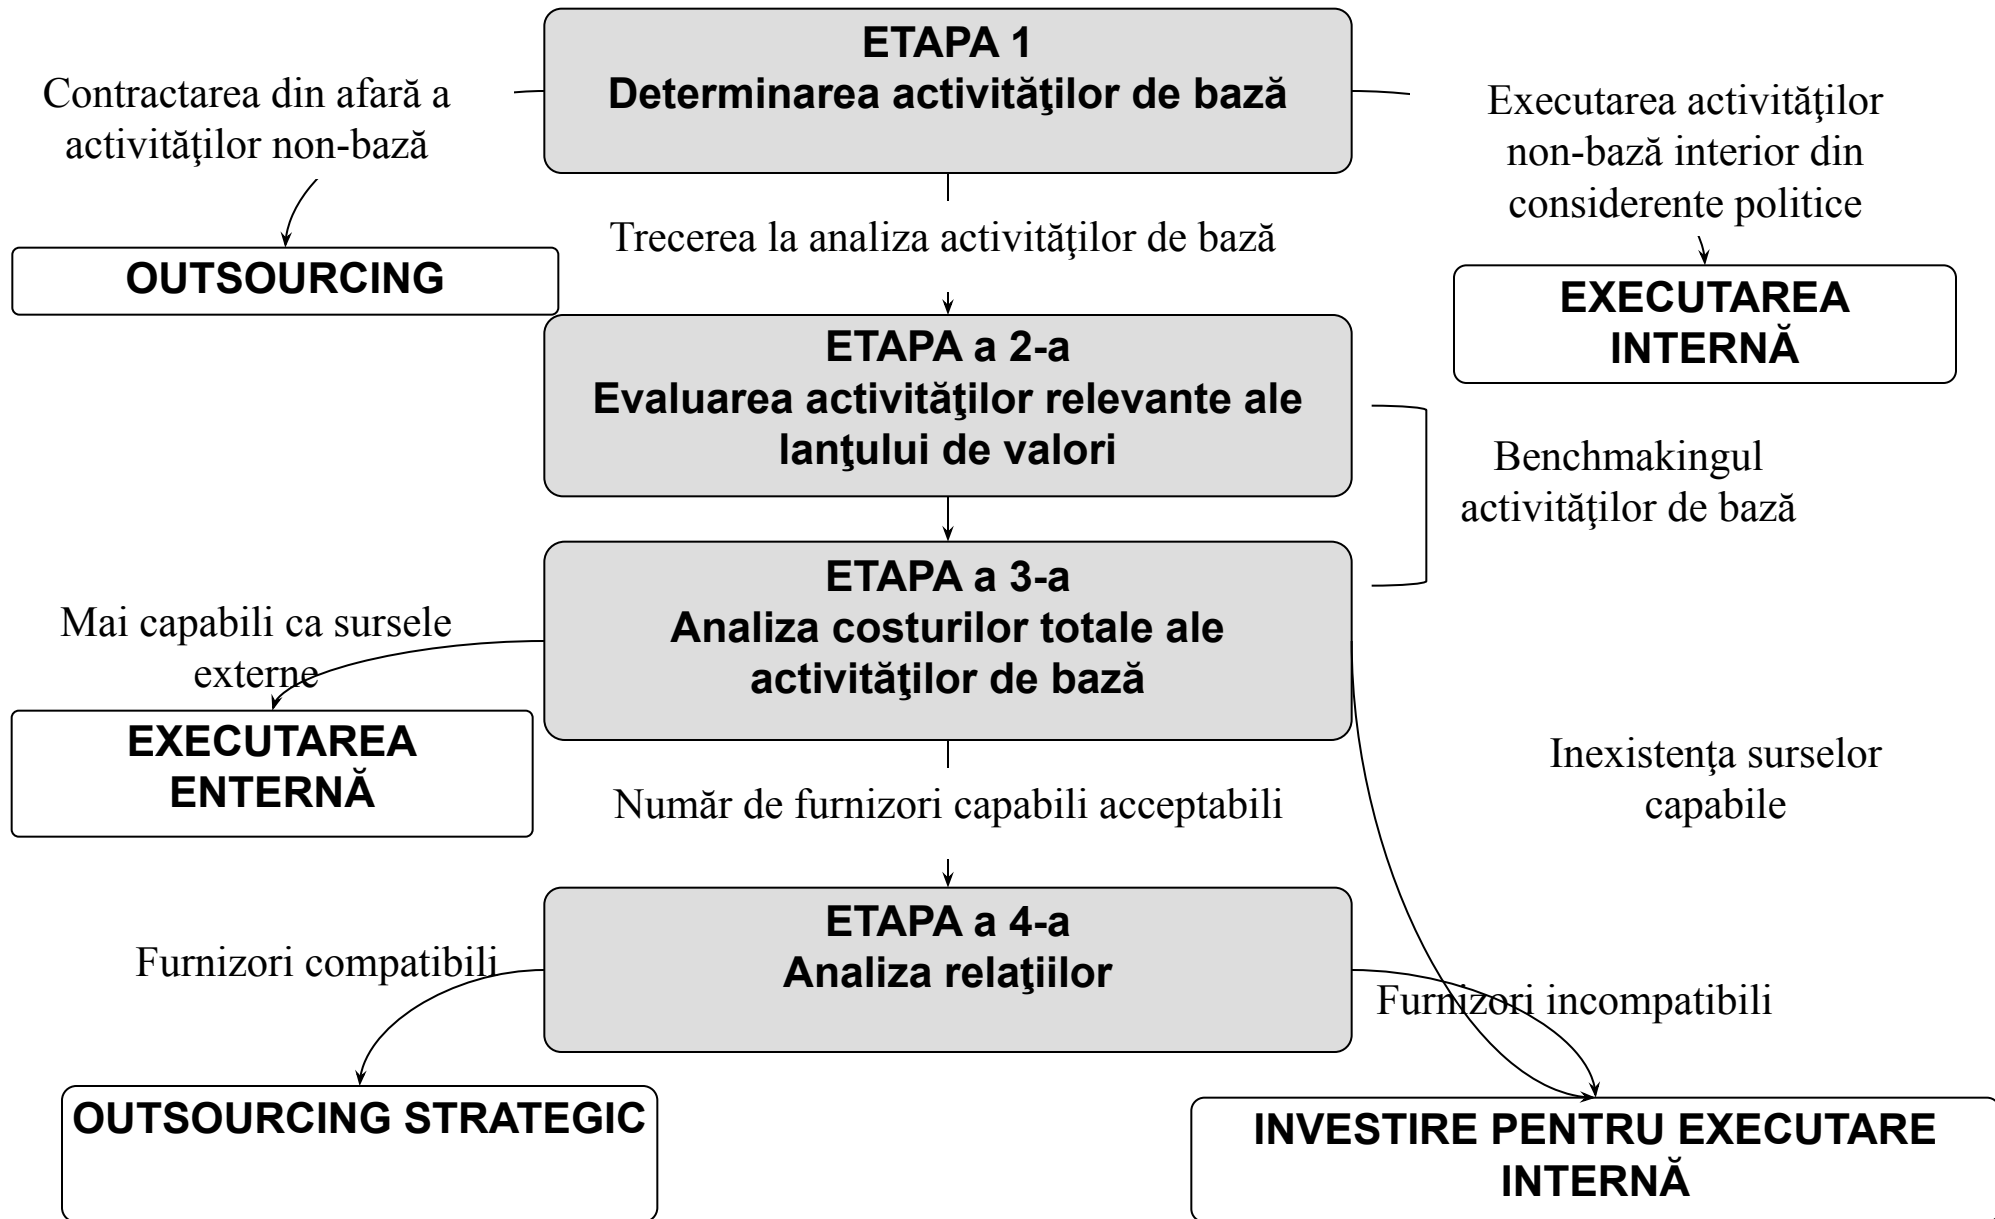 ETAPA 1
Determinarea activităţilor de bază
Contractarea din afară a
activităţilor non-bază
Executarea activităţilor
non-bază interior din
considerente politice
OUTSOURCING
Trecerea la analiza activităţilor de bază
EXECUTAREA
INTERNĂ
ETAPA a 2-a
Evaluarea activităţilor relevante ale
lanţului de valori
Benchmakingul
activităţilor de bază
ETAPA a 3-a
Analiza costurilor totale ale
activităţilor de bază
Mai capabili ca sursele
externe
EXECUTAREA
ENTERNĂ
Inexistenţa surselor
capabile
Număr de furnizori capabili acceptabili
ETAPA a 4-a
Analiza relaţiilor
Furnizori compatibili
Furnizori incompatibili
OUTSOURCING STRATEGIC
INVESTIRE PENTRU EXECUTARE
INTERNĂ